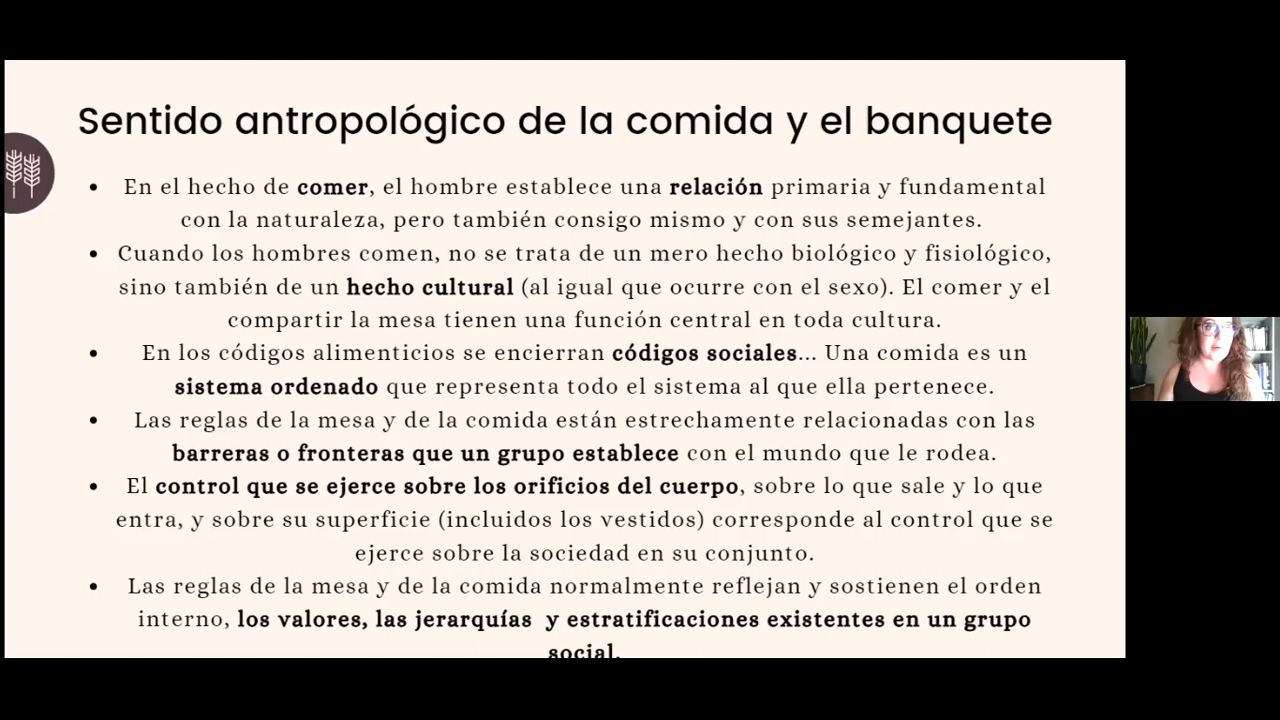 Sentido antropológico de la comida y el banquete
• En el hecho de comer, el hombre establece una relación primaria y fundamental
con la naturaleza, pero también consigo mismo y con sus semejantes.
• Cuando los hombres comen, no se trata de un mero hecho biológico y fisiológico,
sino también de un hecho cultural (al igual que ocurre con el sexo). El comer y el
compartir la mesa tienen una función central en toda cultura.
• En los códigos alimenticios se encierran códigos sociales... Una comida es un
sistema ordenado que representa todo el sistema al que ella pertenece.
• Las reglas de la mesa y de la comida están estrechamente relacionadas con las
barreras o fronteras que un grupo establece con el mundo que le rodea.
• El control que se ejerce sobre los orificios del cuerpo, sobre lo que sale y lo que
entra, y sobre su superficie (incluidos los vestidos) corresponde al control que se
ejerce sobre la sociedad en su conjunto.
• Las reglas de la mesa y de la comida normalmente reflejan y sostienen el orden
interno, los valores, las jerarquías y estratificaciones existentes en un grupo
social.